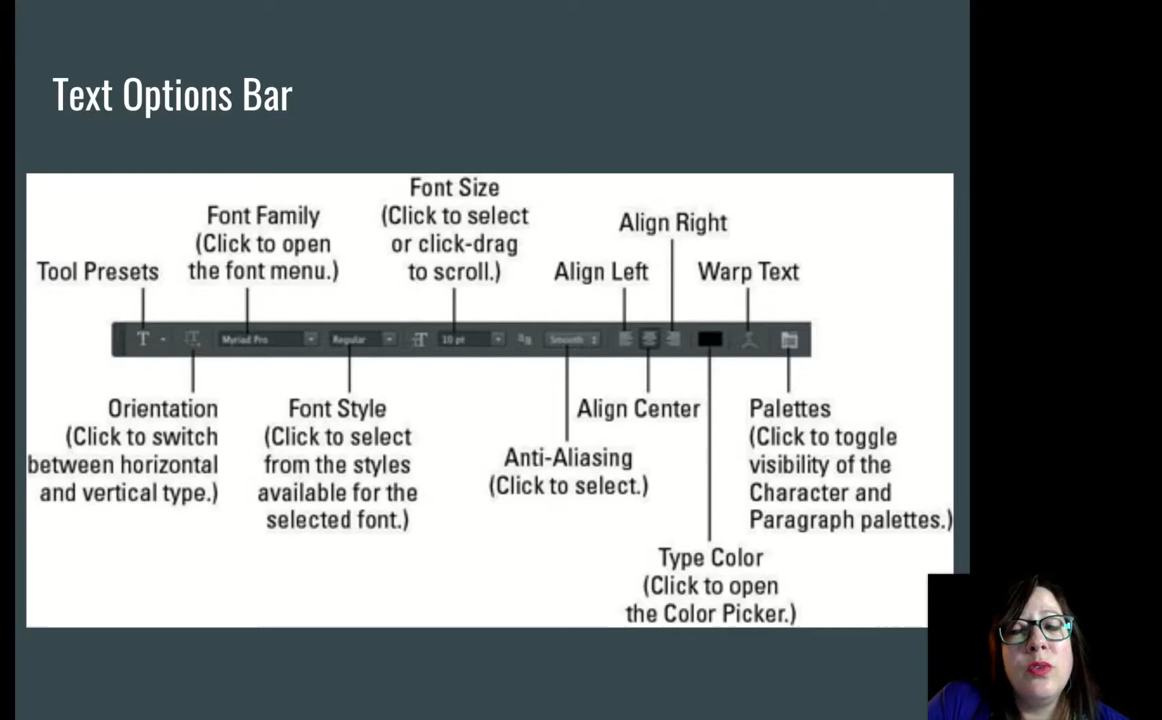 Text Options Bar
Font Size
(Click to select
or click-drag
to scroll.)
Font Family
(Click to open
the font menu.)
Align Right
Tool Presets
Align Left
Warp Text
T
T
Myriad Pro
Regular
T
10 pt
aa
Smooth
Orientation
(Click to switch
between horizontal
and vertical type.)
Font Style
(Click to select
from the styles
available for the
selected font.)
Anti-Aliasing
(Click to select.)
Align Center
Type Color
(Click to open
the Color Picker.)
Palettes
(Click to toggle
visibility of the
Character and
Paragraph palettes.)